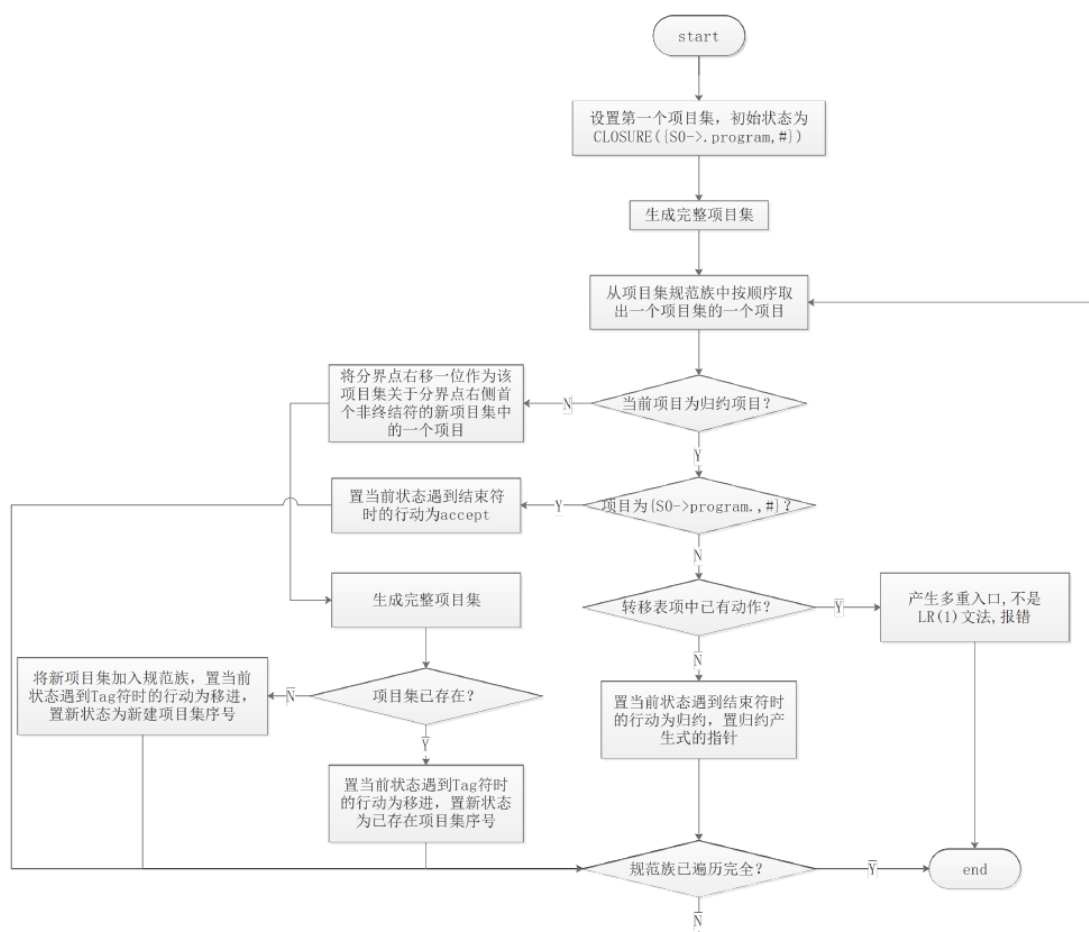 start
设置第一个项目集，初始状态为
CLOSURE({S0->.program,#})
生成完整项目集
从项目集规范族中按顺序取
出一个项目集的一个项目
将分界点右移一位作为该
项目集关于分界点右侧首
个非终结符的新项目集中
的一个项目
N
当前项目为归约项目？
Y
置当前状态遇到结束符
时的行动为accept
Y
项目为{S0->program.,#}？
N
生成完整项目集
转移表项中已有动作？
Y
产生多重入口,不是
LR(1)文法,报错
N
将新项目集加入规范族，置当前
状态遇到Tag符时的行动为移进，
置新状态为新建项目集序号
N
项目集已存在？
Y
置当前状态遇到结束符时
的行动为归约，置归约产
生式的指针
置当前状态遇到Tag符时
的行动为移进，置新状态
为已存在项目集序号
规范族已遍历完全？
Y
end
N